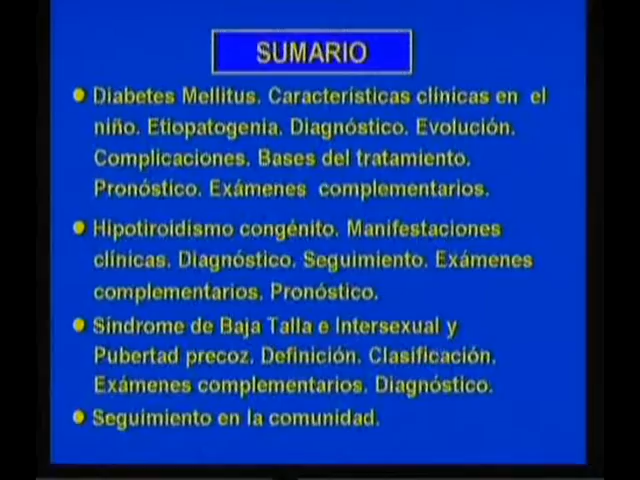 SUMARIO
Diabetes Mellitus. Características clínicas en el
niño. Etiopatogenia. Diagnóstico. Evolución.
Complicaciones. Bases del tratamiento.
Pronóstico. Exámenes complementarios.
Hipotiroidismo congénito. Manifestaciones
clínicas. Diagnóstico. Seguimiento. Exámenes
complementarios. Pronóstico.
Síndrome de Baja Talla e Intersexual y
Pubertad precoz. Definición. Clasificación.
Exámenes complementarios. Diagnóstico.
Seguimiento en la comunidad.